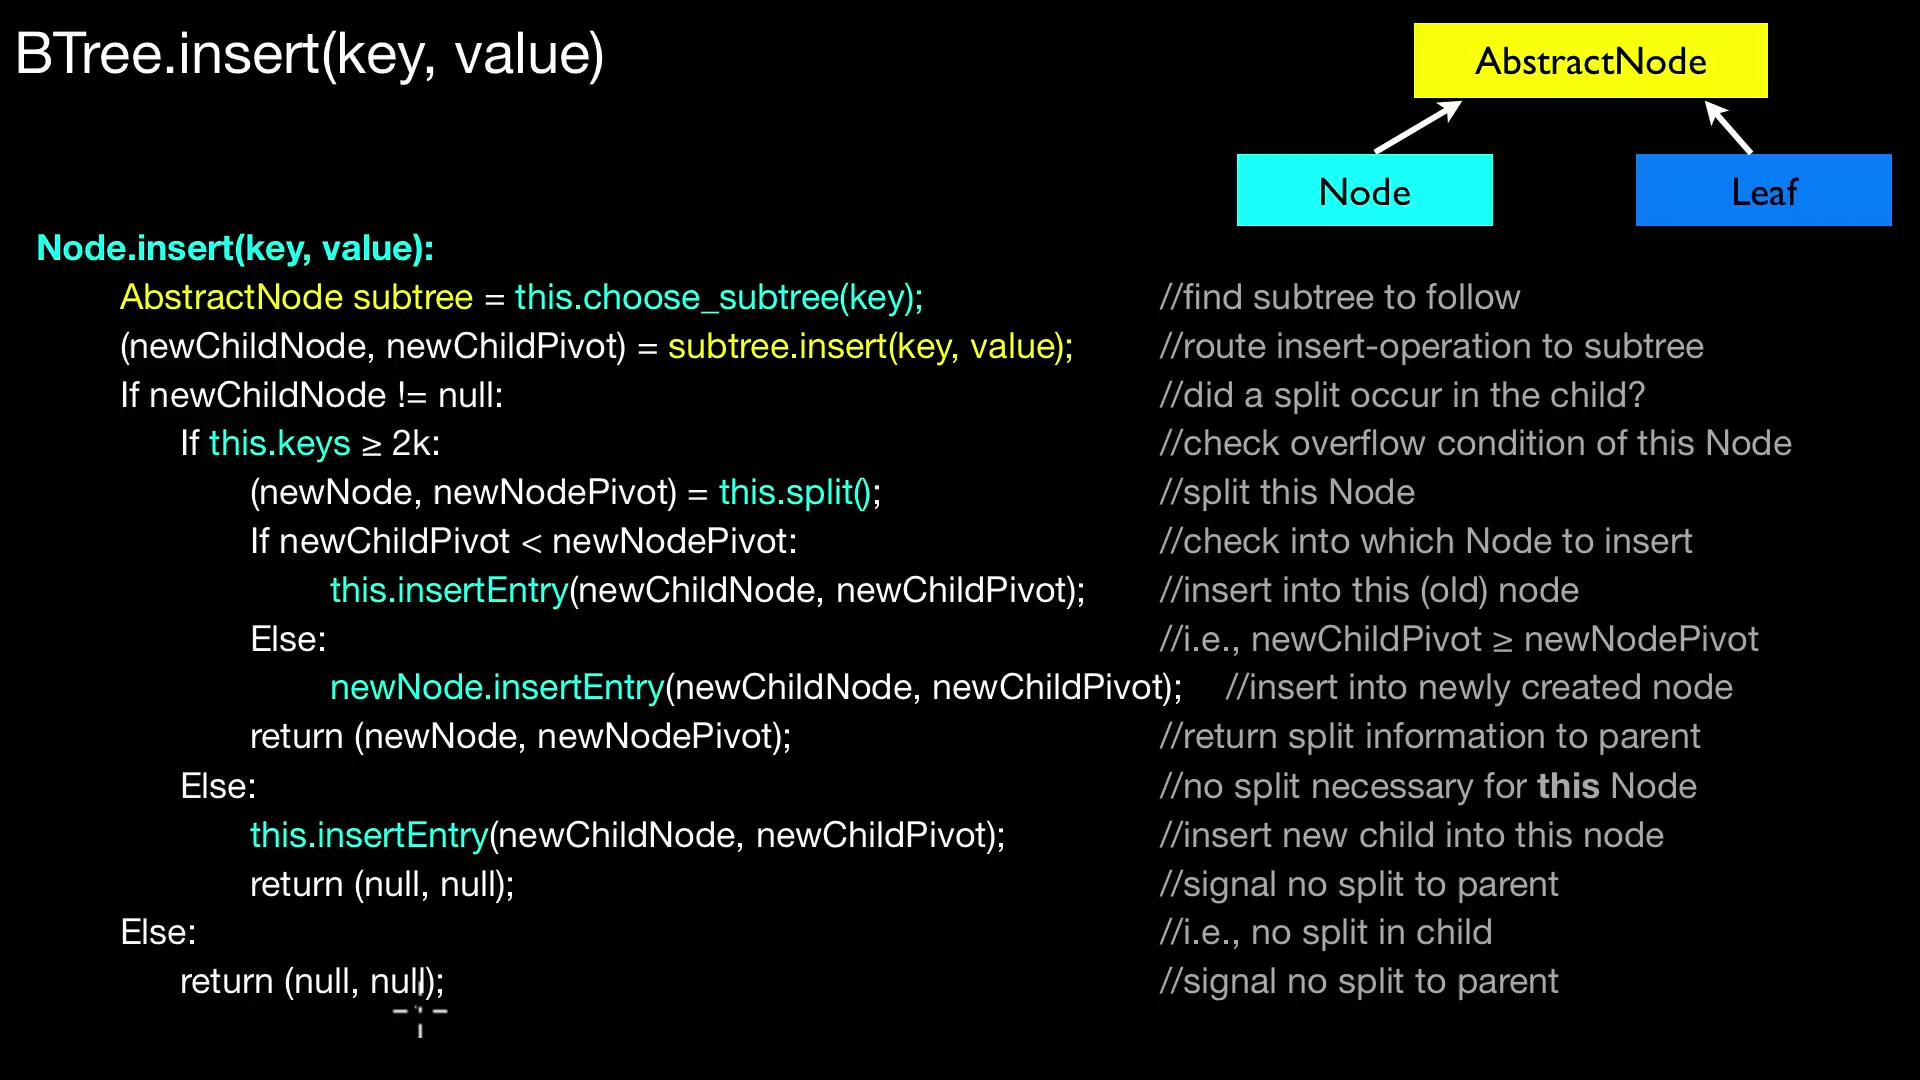 BTree.insert(key, value)
AbstractNode
Node
Leaf
Node.insert(key, value):
AbstractNode subtree = this.choose_subtree(key); //find subtree to follow
(newChildNode, newChildPivot) = subtree.insert(key, value); //route insert-operation to subtree
If newChildNode != null: //did a split occur in the child?
If this.keys ≥ 2k: //check overflow condition of this Node
(newNode, newNodePivot) = this.split(); //split this Node
If newChildPivot < newNodePivot: //check into which Node to insert
this.insertEntry(newChildNode, newChildPivot); //insert into this (old) node
Else: //i.e., newChildPivot ≥ newNodePivot
newNode.insertEntry(newChildNode, newChildPivot); //insert into newly created node
return (newNode, newNodePivot); //return split information to parent
Else: //no split necessary for this Node
this.insertEntry(newChildNode, newChildPivot); //insert new child into this node
return (null, null); //signal no split to parent
Else: //i.e., no split in child
return (null, null); //signal no split to parent